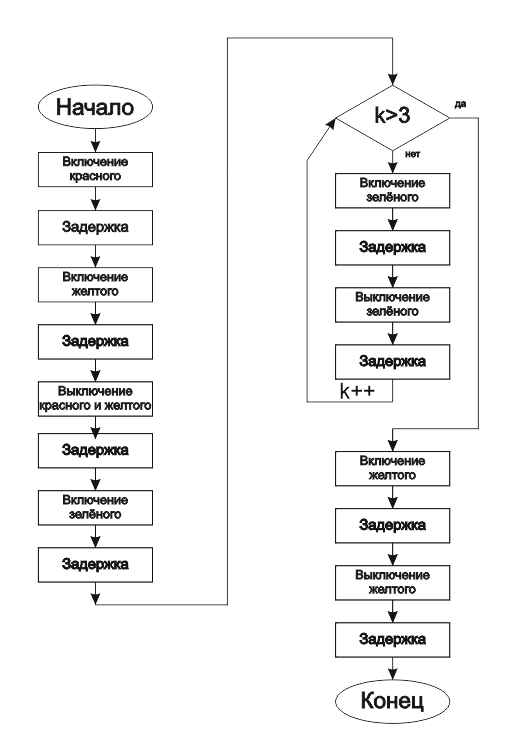 Начало
Включение
красного
Задержка
Включение
желтого
Задержка
Выключение
красного и желтого
Задержка
Включение
зелёного
Задержка
k>3
да
нет
Включение
зелёного
Задержка
Выключение
зелёного
Задержка
k++
Включение
желтого
Задержка
Выключение
желтого
Задержка
Конец